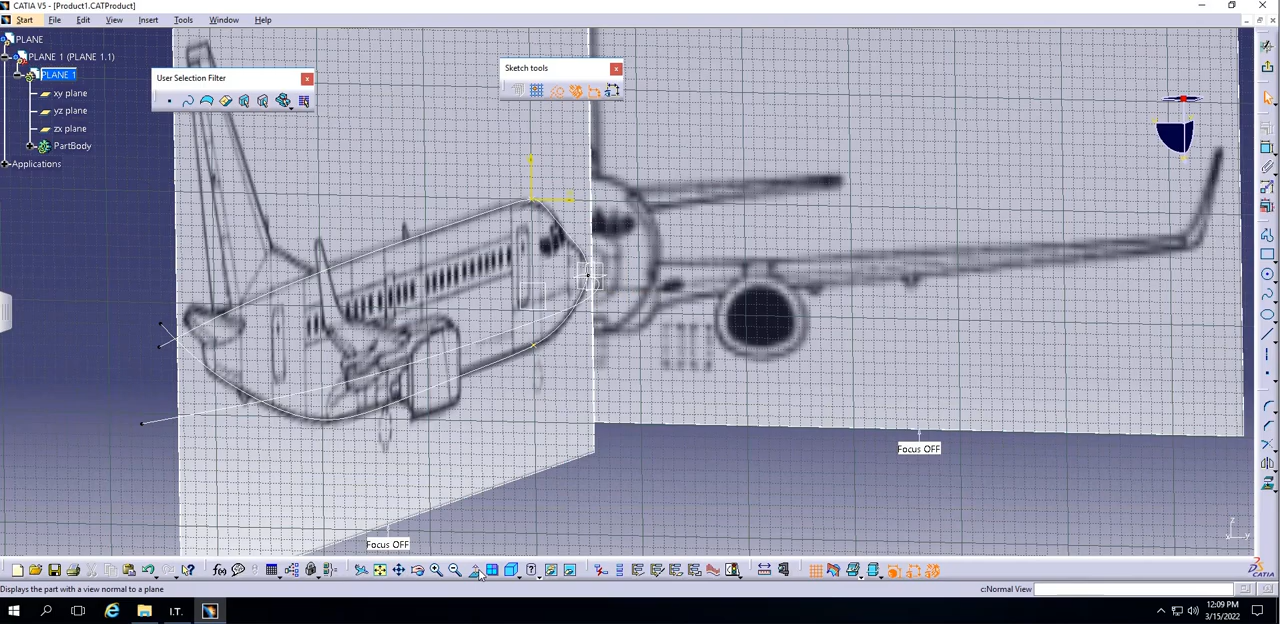 CATIA V5 - [Product1.CATProduct]
Start File Edit View Insert Tools Window Help
PLANE
PLANE 1 (PLANE 1.1)
PLANE 1
xy plane
yz plane
zx plane
PartBody
Applications
User Selection Filter
Sketch tools
Focus OFF
Focus OFF
Displays the part with a view normal to a plane
c:Normal View
I.T.
12:09 PM
3/15/2022